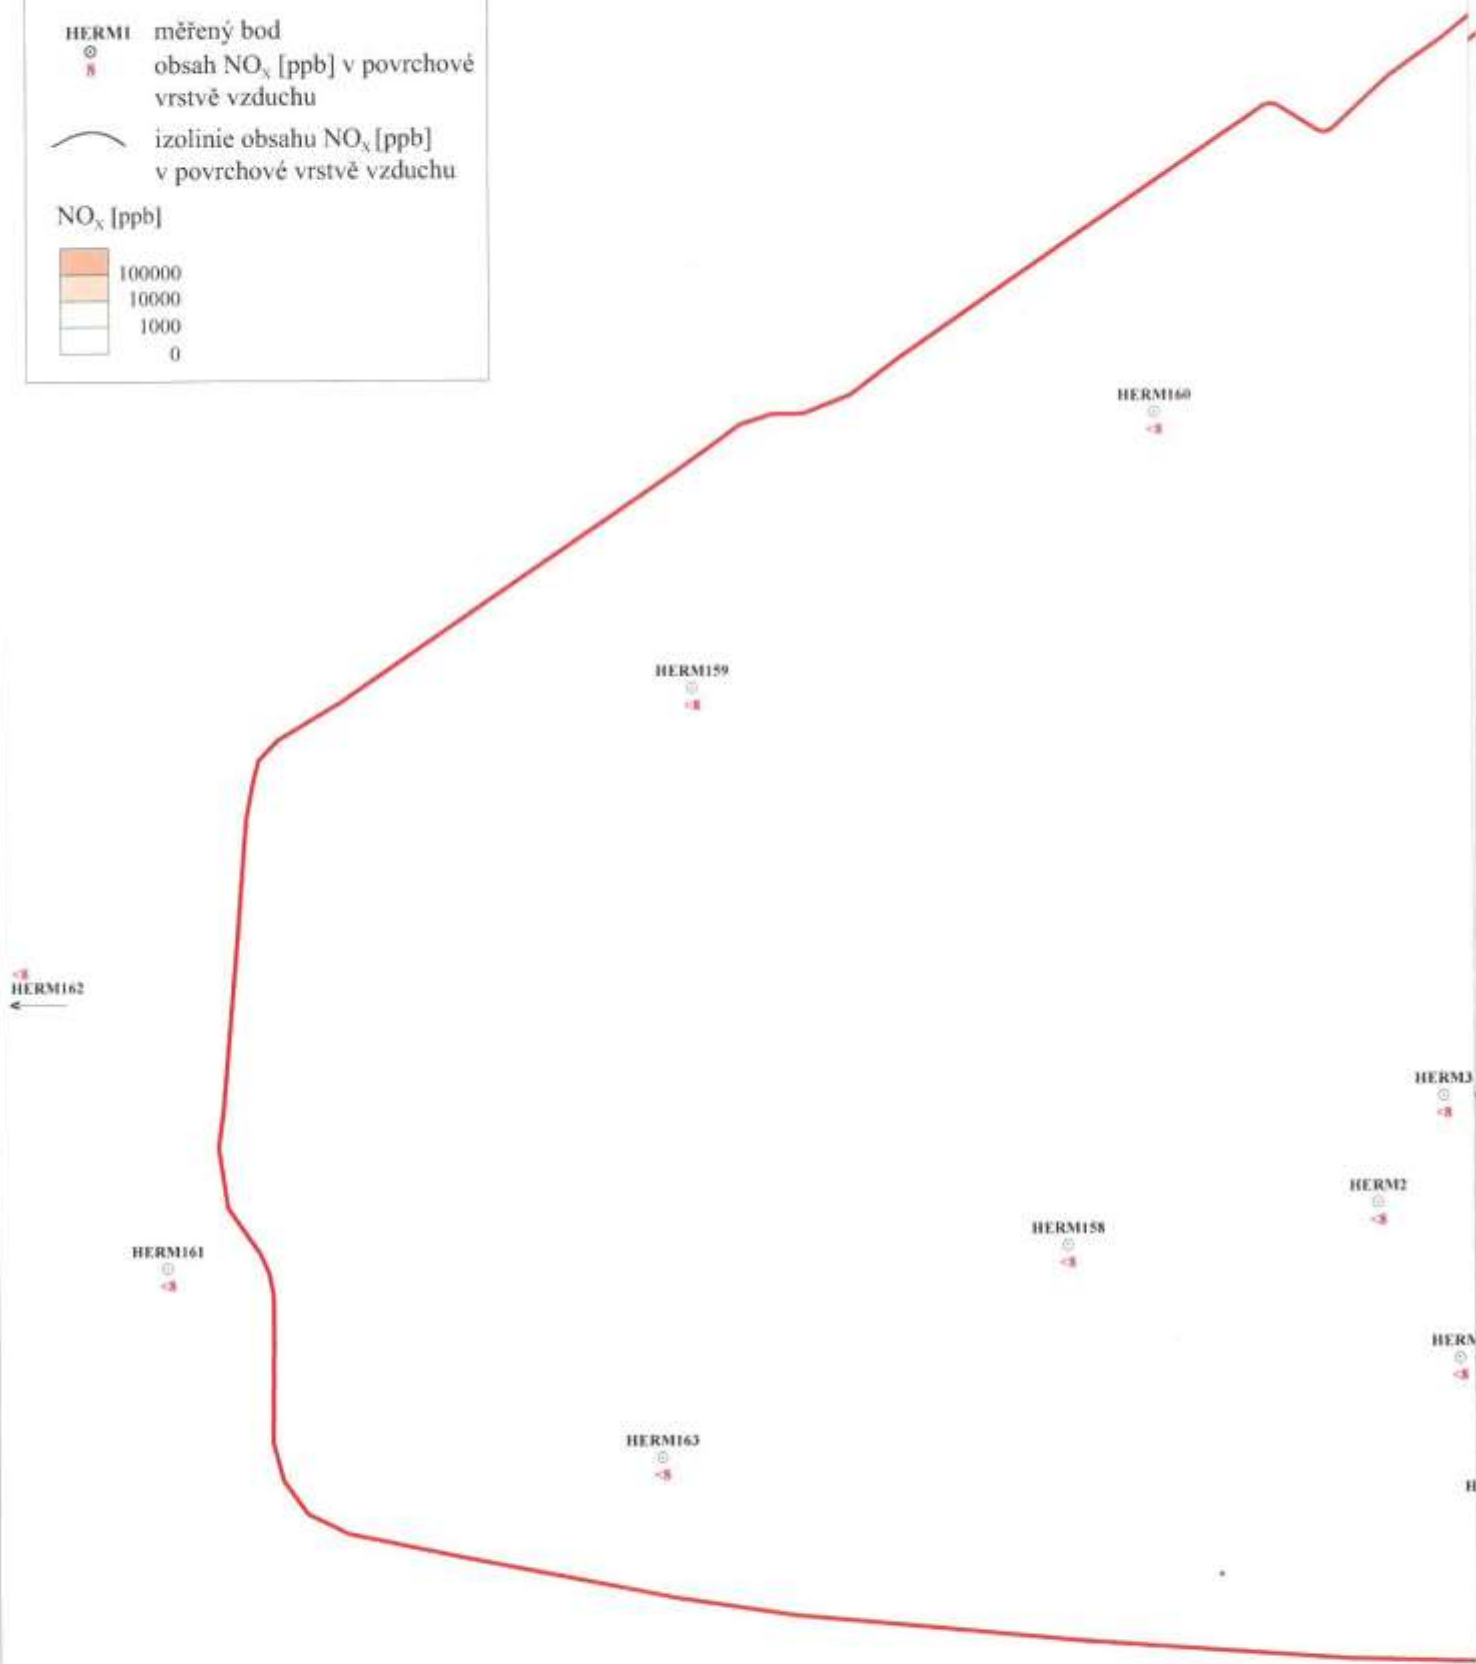 HERM1 měřený bod
8 obsah NOx [ppb] v povrchové
vrstvě vzduchu
izolinie obsahu NOx [ppb]
v povrchové vrstvě vzduchu
NOx [ppb]
100000
10000
1000
0
HERM160
<8
HERM159
<8
<8
HERM162
HERM3
<8
HERM2
<8
HERM158
<8
HERM161
<8
HERM
<8
HERM163
<8
H